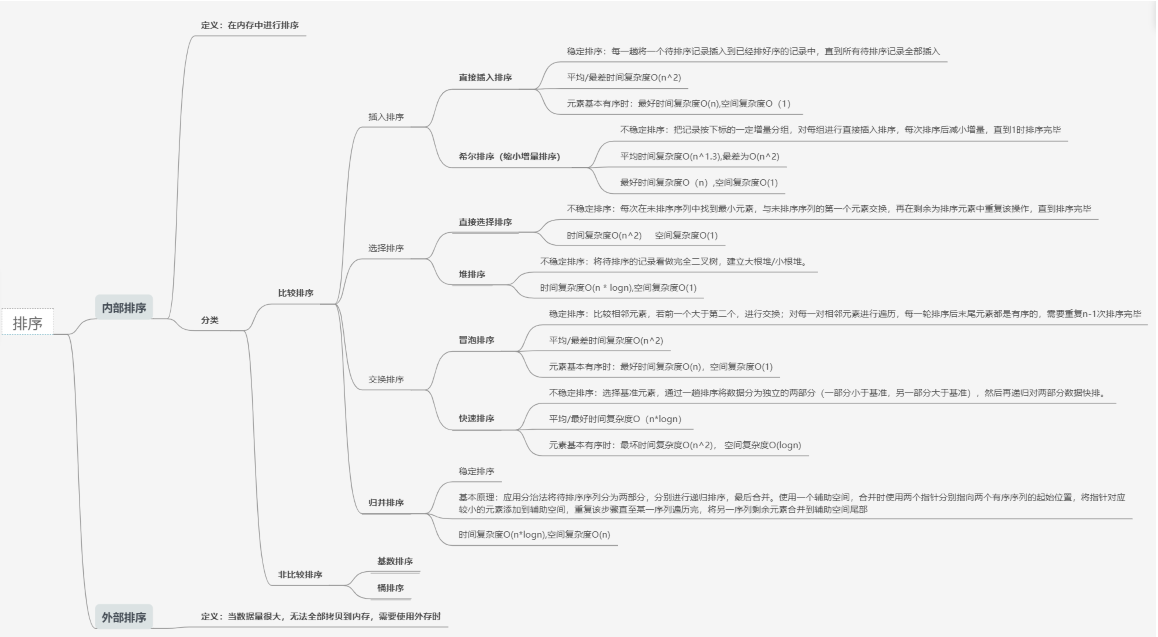 排序
内部排序
定义：在内存中进行排序
分类
比较排序
插入排序
直接插入排序
稳定排序：每一趟将一个待排序记录插入到已经排好序的记录中，直到所有待排序记录全部插入
平均/最差时间复杂度O(n^2)
元素基本有序时：最好时间复杂度O(n),空间复杂度O（1）
希尔排序（缩小增量排序）
不稳定排序：把记录按下标的一定增量分组，对每组进行直接插入排序，每次排序后减小增量，直到1时排序完毕
平均时间复杂度O(n^1.3),最差为O(n^2)
最好时间复杂度O（n）,空间复杂度O(1)
选择排序
直接选择排序
不稳定排序：每次在未排序序列中找到最小元素，与未排序序列的第一个元素交换，再在剩余为排序元素中重复该操作，直到排序完毕
时间复杂度O(n^2) 空间复杂度O(1)
堆排序
不稳定排序：将待排序的记录看做完全二叉树，建立大根堆/小根堆。
时间复杂度O(n * logn),空间复杂度O(1)
交换排序
冒泡排序
稳定排序：比较相邻元素，若前一个大于第二个，进行交换；对每一对相邻元素进行遍历，每一轮排序后末尾元素都是有序的，需要重复n-1次排序完毕
平均/最差时间复杂度O(n^2)
元素基本有序时：最好时间复杂度O(n)，空间复杂度O(1)
快速排序
不稳定排序：选择基准元素，通过一趟排序将数据分为独立的两部分（一部分小于基准，另一部分大于基准），然后再递归对两部分数据快排。
平均/最好时间复杂度O（n*logn)
元素基本有序时：最坏时间复杂度O(n^2)， 空间复杂度O(logn)
归并排序
稳定排序
基本原理：应用分治法将待排序序列分为两部分，分别进行递归排序，最后合并。使用一个辅助空间，合并时使用两个指针分别指向两个有序序列的起始位置，将指针对应
较小的元素添加到辅助空间，重复该步骤直至某一序列遍历完，将另一序列剩余元素合并到辅助空间尾部
时间复杂度O(n*logn),空间复杂度O(n)
非比较排序
基数排序
桶排序
外部排序
定义：当数据量很大，无法全部拷贝到内存，需要使用外存时